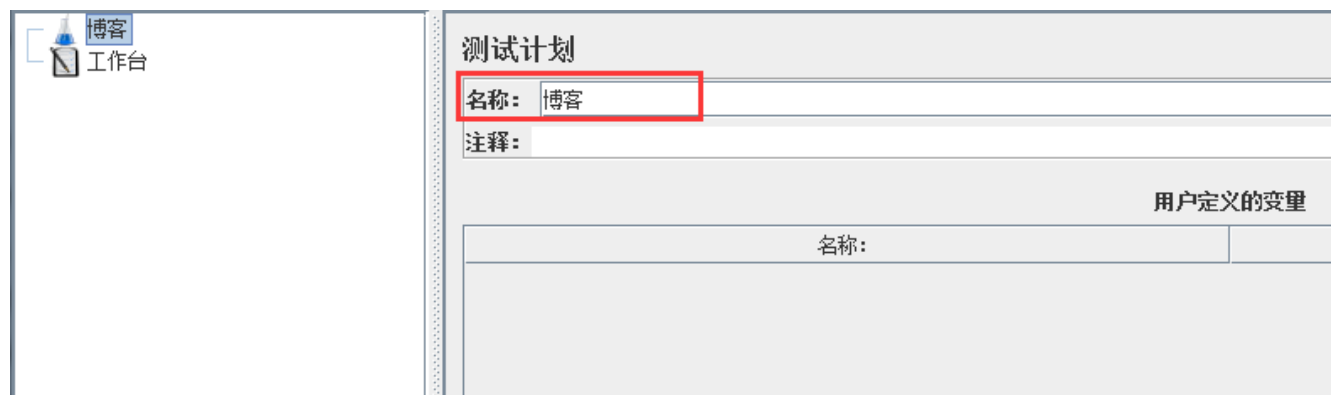 博客
工作台
测试计划
名称： 博客
注释：
用户定义的变量
名称：